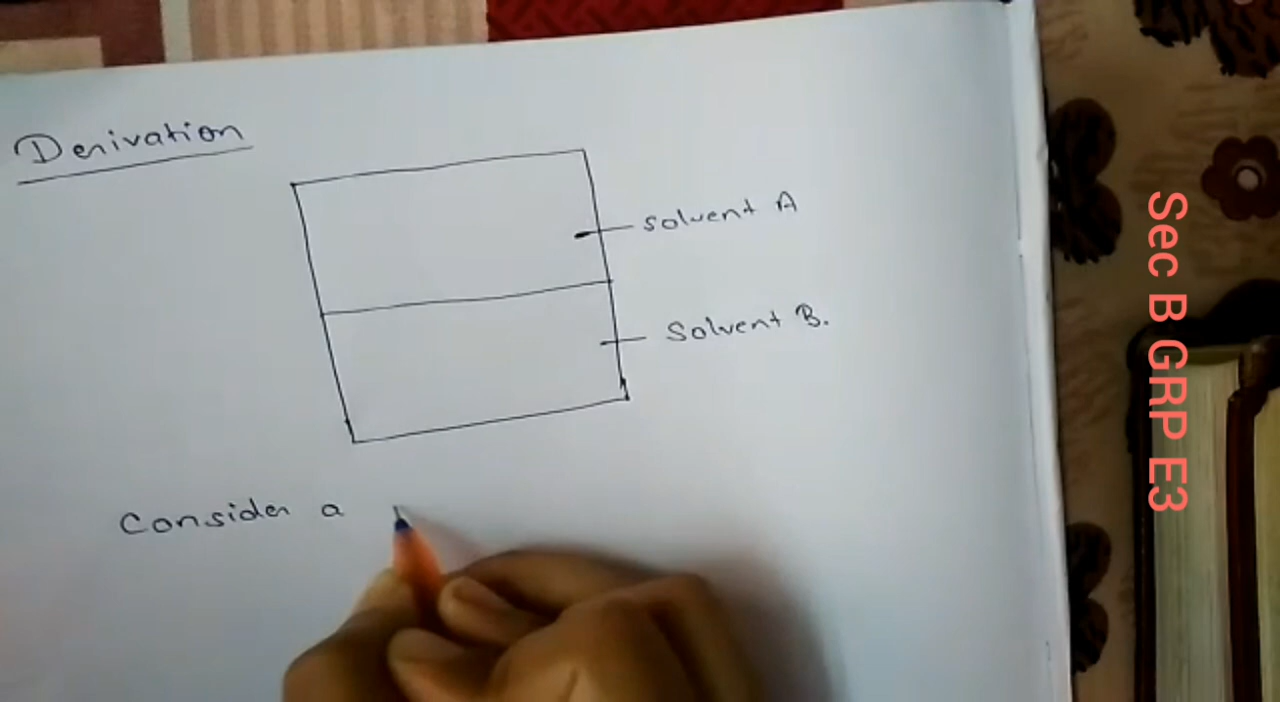 Derivation
solvent A
Solvent B.
Consider a
Sec B GRP E3